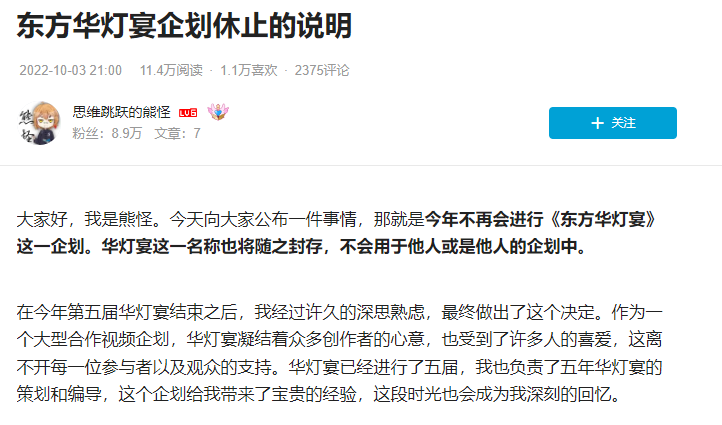 东方华灯宴企划休止的说明
2022-10-03 21:00 11.4万阅读 · 1.1万喜欢 · 2375评论
熊怪
思维跳跃的熊怪 LV6
+ 关注
粉丝：8.9万 文章：7
大家好，我是熊怪。今天向大家公布一件事情，那就是今年不再会进行《东方华灯宴》
这一企划。华灯宴这一名称也将随之封存，不会用于他人或是他人的企划中。
在今年第五届华灯宴结束之后，我经过许久的深思熟虑，最终做出了这个决定。作为一
个大型合作视频企划，华灯宴凝结着众多创作者的心意，也受到了许多人的喜爱，这离
不开每一位参与者以及观众的支持。华灯宴已经进行了五届，我也负责了五年华灯宴的
策划和编导，这个企划给我带来了宝贵的经验，这段时光也会成为我深刻的回忆。